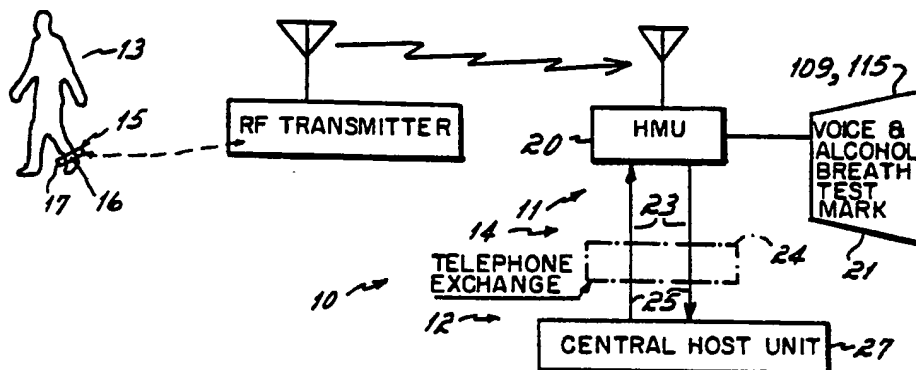 13
109, 115
15
RF TRANSMITTER
20
HMU
VOICE &
ALCOHOL
BREATH
TEST
MARK
17
16
11
23
14
24
21
TELEPHONE
EXCHANGE
10
25
12
CENTRAL HOST UNIT
27